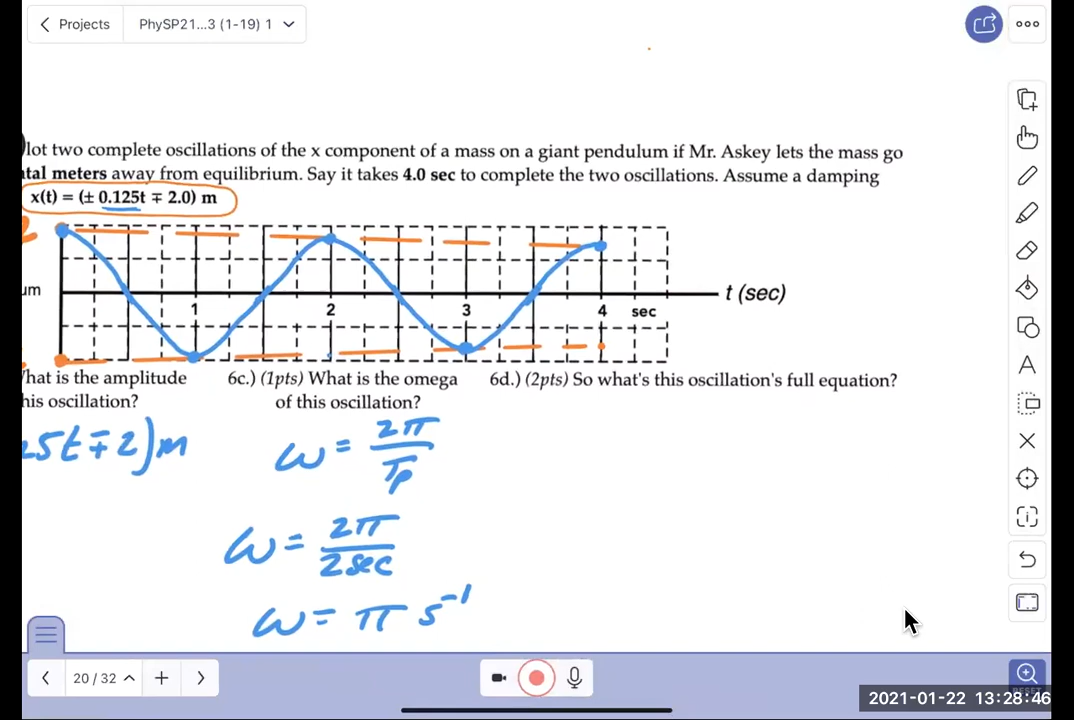 Projects PhySP21...3 (1-19) 1
lot two complete oscillations of the x component of a mass on a giant pendulum if Mr. Askey lets the mass go
tal meters away from equilibrium. Say it takes 4.0 sec to complete the two oscillations. Assume a damping
x(t) = (± 0.125t ∓ 2.0) m
um
t (sec)
1 2 3 4 sec
hat is the amplitude
his oscillation?
6c.) (1pts) What is the omega
of this oscillation?
6d.) (2pts) So what's this oscillation's full equation?
25t ∓ 2) m
ω = 2π / Tp
ω = 2π / 2 sec
ω = π s⁻¹
20 / 32
RESET
2021-01-22 13:28:46